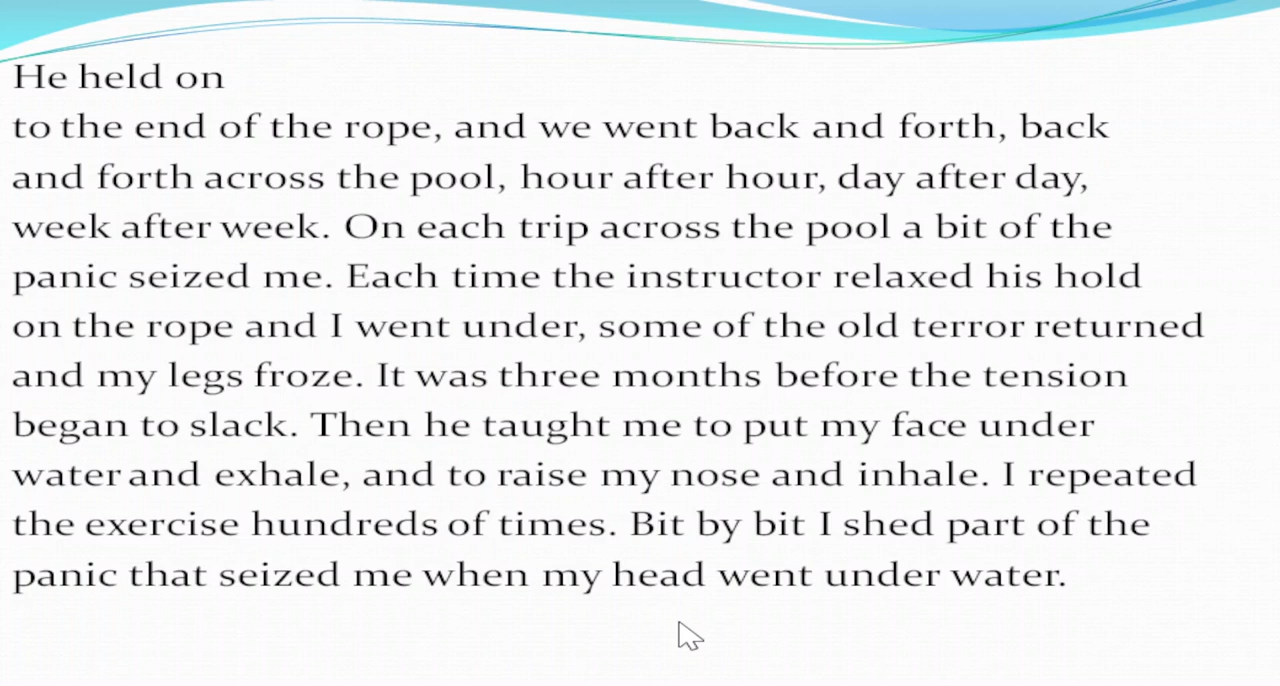 He held on
to the end of the rope, and we went back and forth, back
and forth across the pool, hour after hour, day after day,
week after week. On each trip across the pool a bit of the
panic seized me. Each time the instructor relaxed his hold
on the rope and I went under, some of the old terror returned
and my legs froze. It was three months before the tension
began to slack. Then he taught me to put my face under
water and exhale, and to raise my nose and inhale. I repeated
the exercise hundreds of times. Bit by bit I shed part of the
panic that seized me when my head went under water.